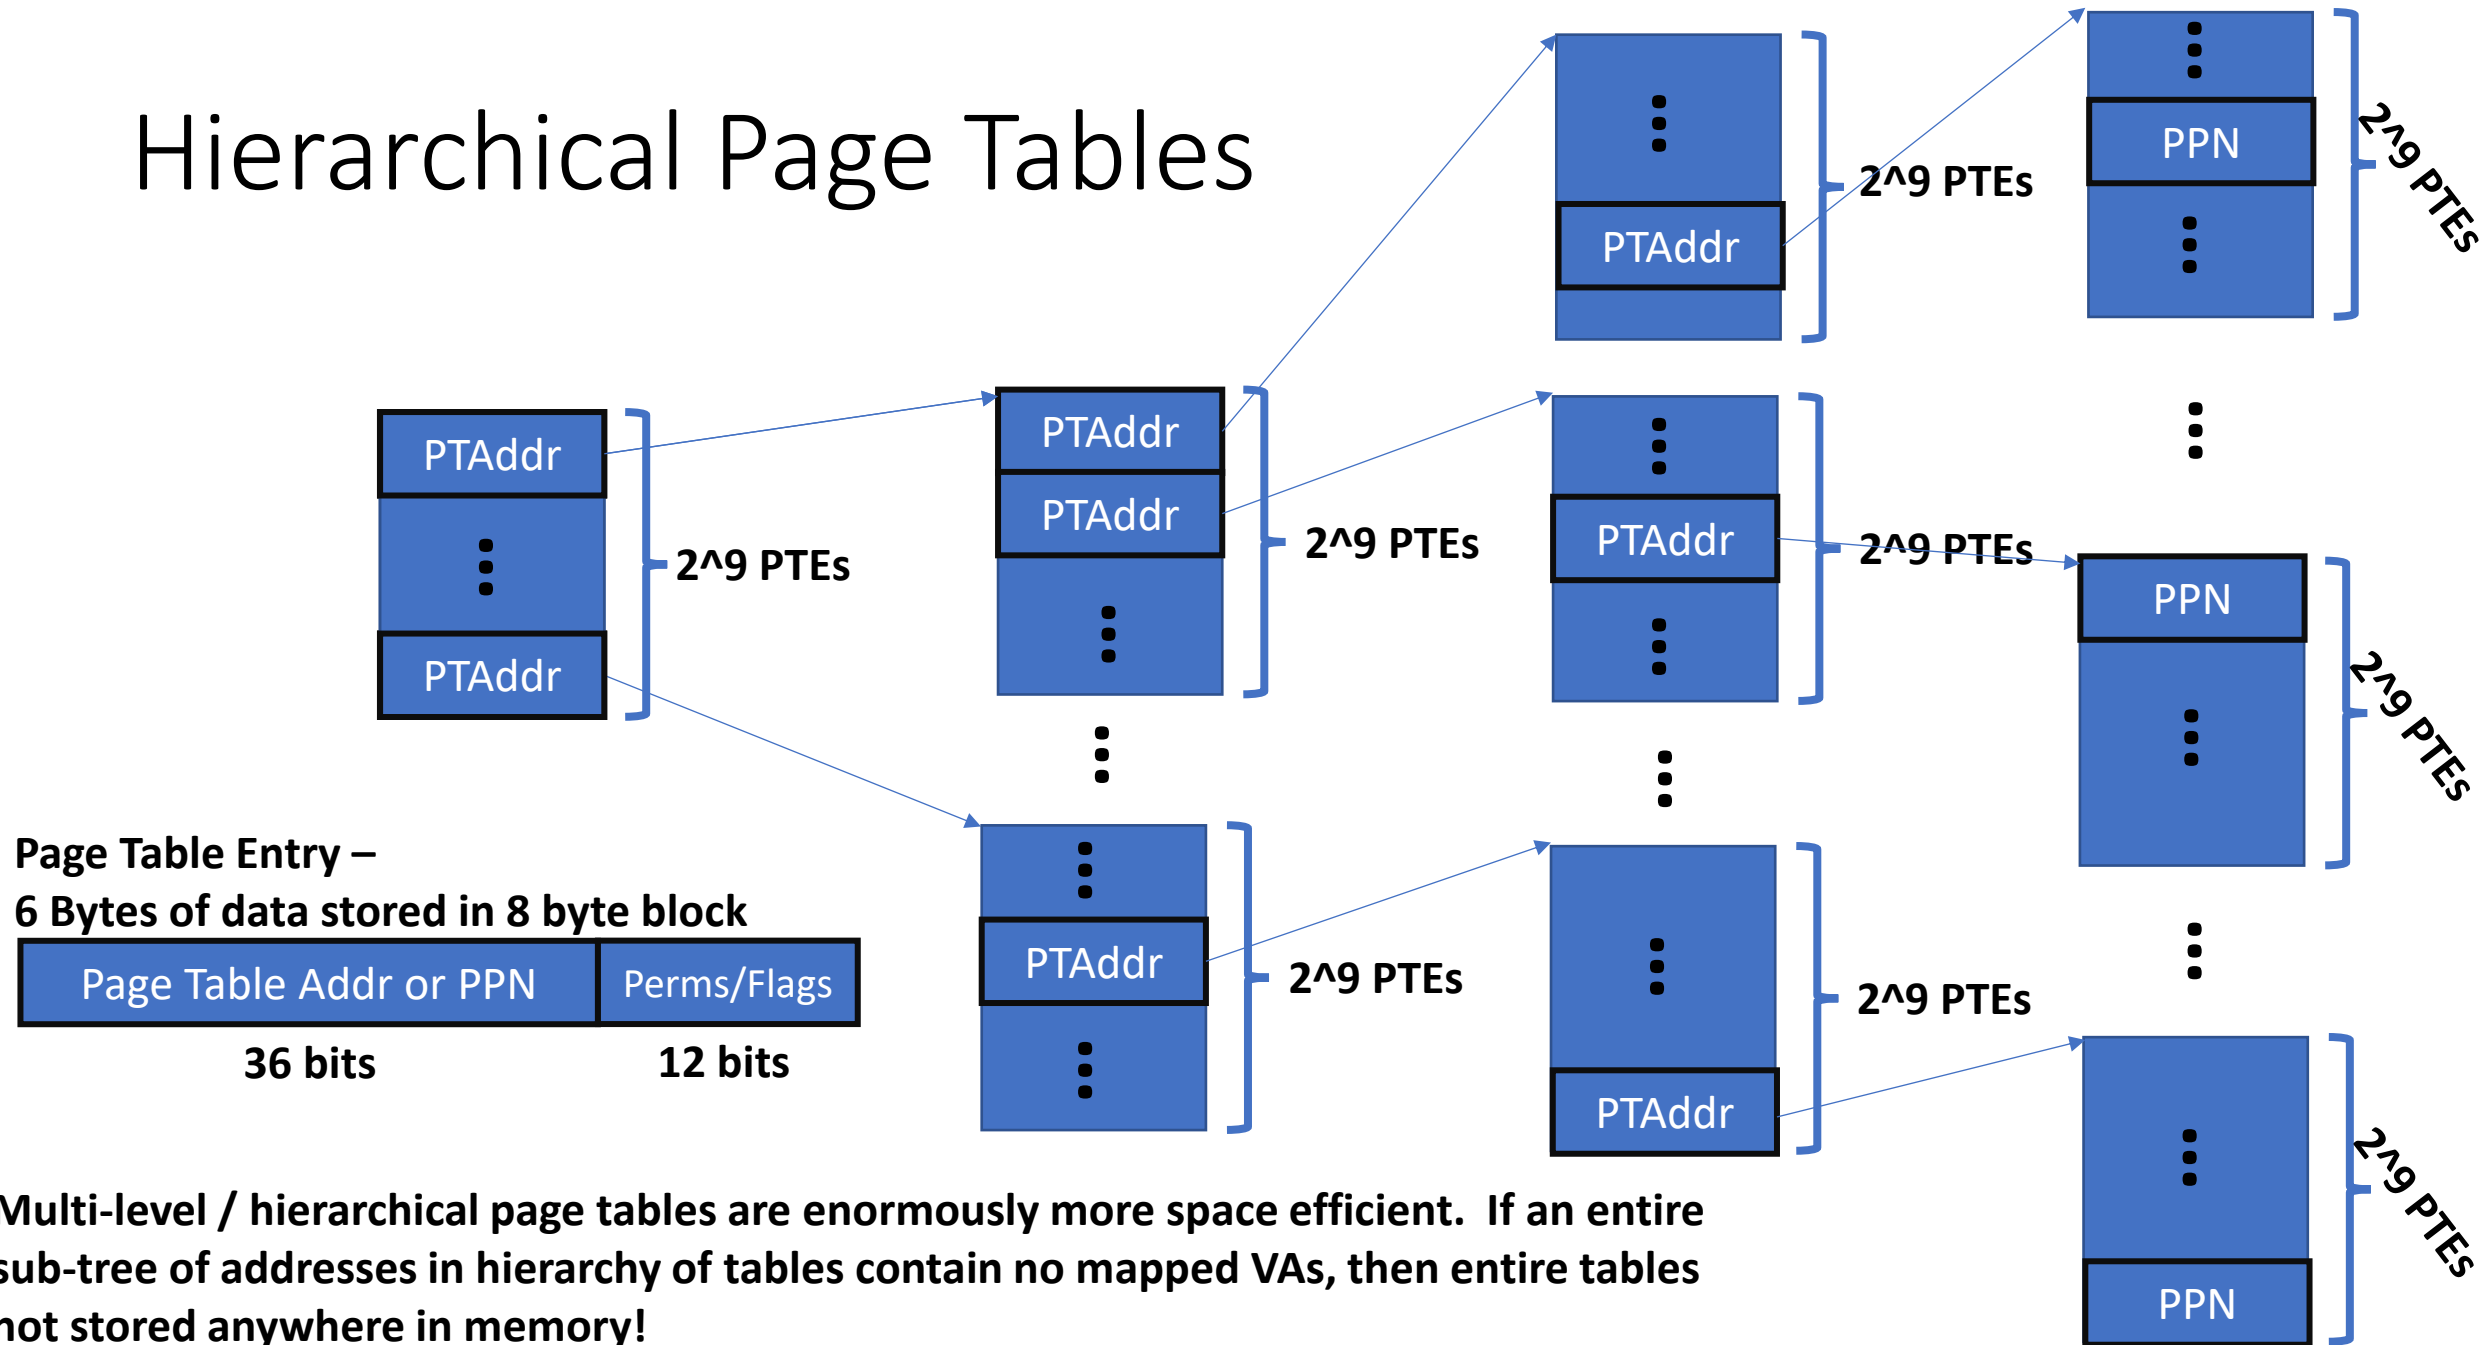 Hierarchical Page Tables
PTAddr
PTAddr
2^9 PTEs
PTAddr
PTAddr
2^9 PTEs
PTAddr
2^9 PTEs
PTAddr
2^9 PTEs
PTAddr
2^9 PTEs
PTAddr
2^9 PTEs
PPN
2^9 PTEs
PPN
2^9 PTEs
PPN
2^9 PTEs
Page Table Entry –
6 Bytes of data stored in 8 byte block
Page Table Addr or PPN Perms/Flags
36 bits 12 bits
Multi-level / hierarchical page tables are enormously more space efficient. If an entire
sub-tree of addresses in hierarchy of tables contain no mapped VAs, then entire tables
not stored anywhere in memory!